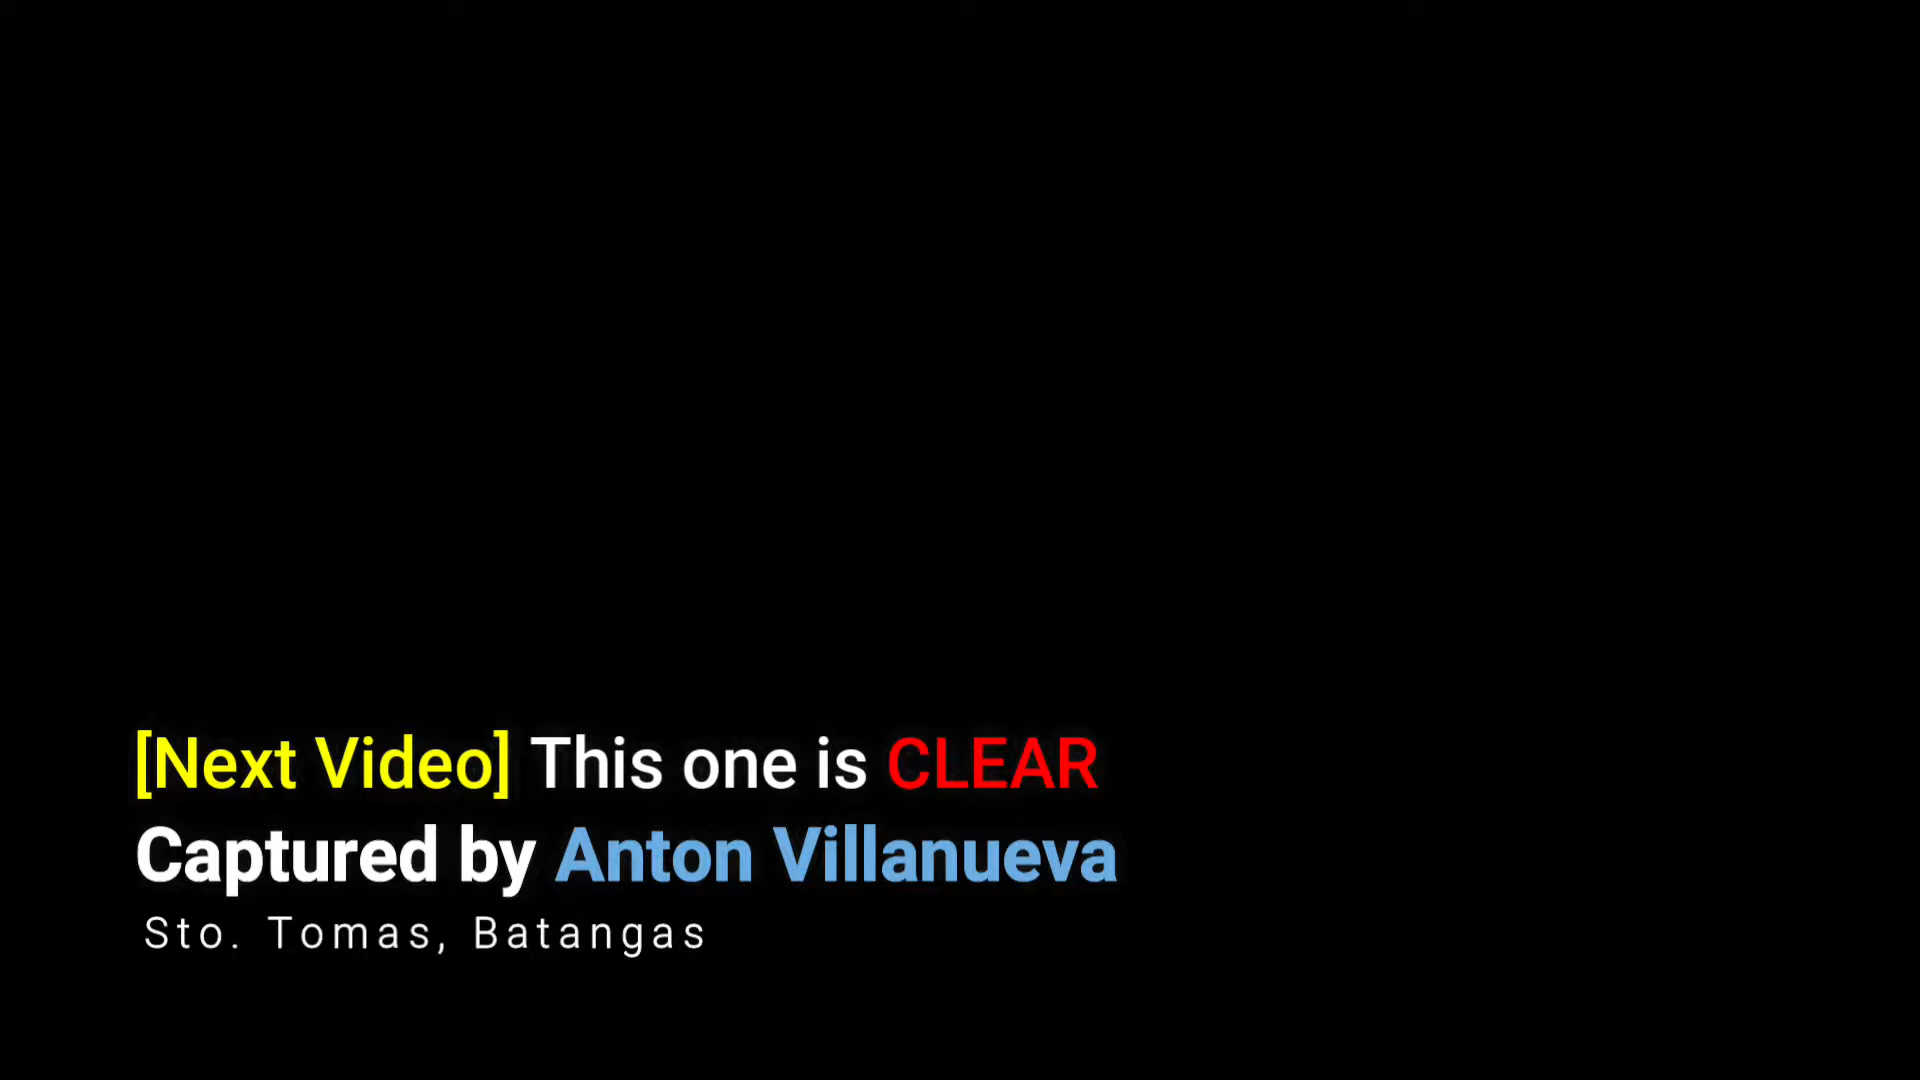 [Next Video] This one is CLEAR
Captured by Anton Villanueva
Sto. Tomas, Batangas